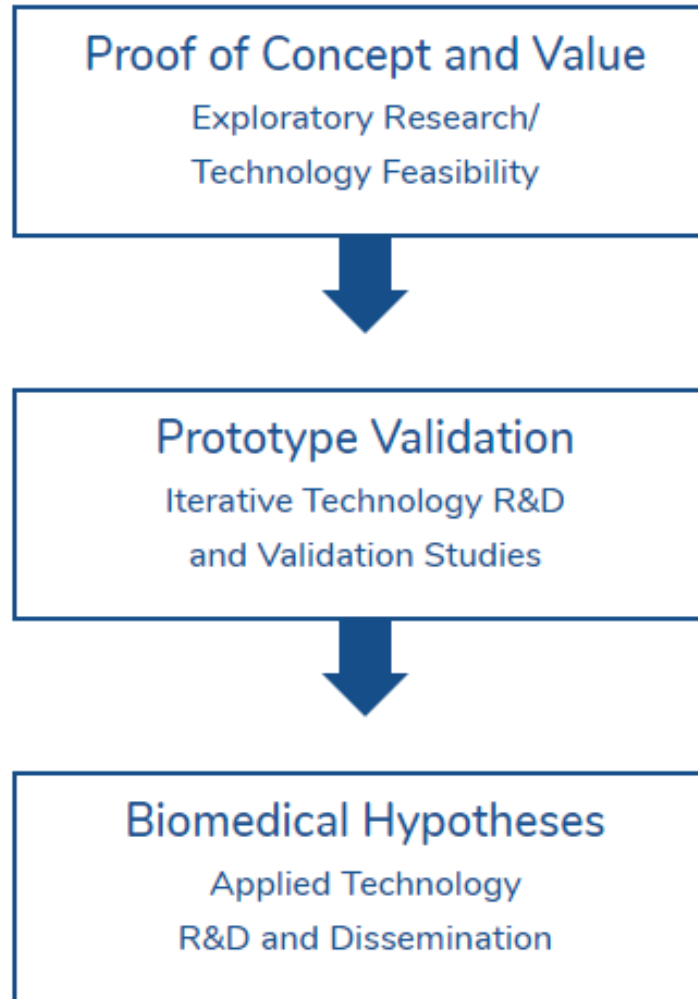 Proof of Concept and Value
Exploratory Research/
Technology Feasibility
Prototype Validation
Iterative Technology R&D
and Validation Studies
Biomedical Hypotheses
Applied Technology
R&D and Dissemination